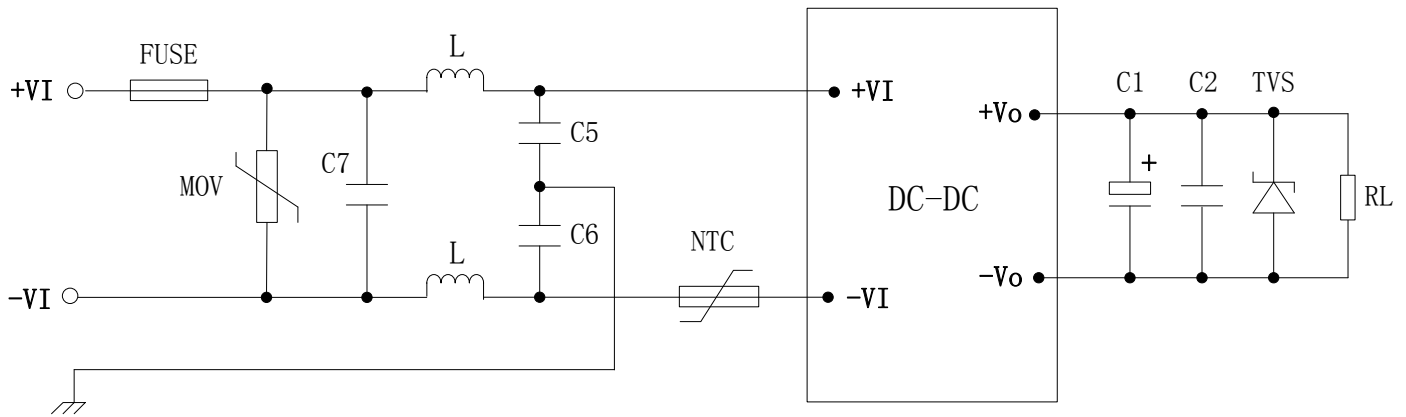 FUSE
L
+VI
+VI
C1
C2
TVS
+Vo
C5
C7
MOV
+
DC-DC
RL
C6
NTC
L
-Vo
-VI
-VI